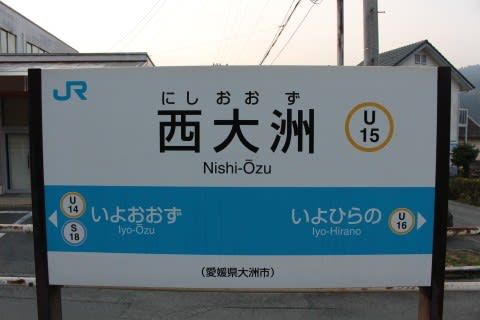 JR
にしおおず
西大洲
Nishi-Ōzu
U
15
U
14
S
18
いよおおず
Iyo-Ōzu
いよひらの
Iyo-Hirano
U
16
(愛媛県大洲市)